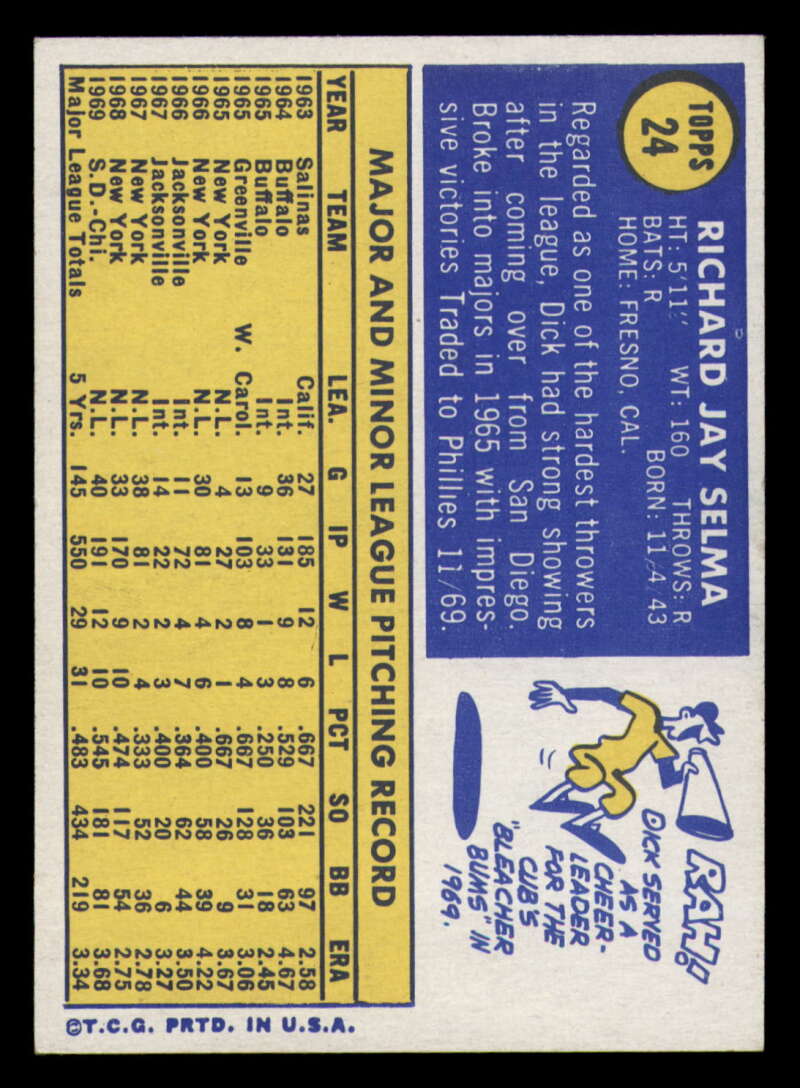 TOPPS
24
RICHARD JAY SELMA
HT: 5'11" WT: 160 THROWS: R
BATS: R BORN: 11/4/43
HOME: FRESNO, CAL.
Regarded as one of the hardest throwers
in the league, Dick had strong showing
after coming over from San Diego.
Broke into majors in 1965 with impres-
sive victories Traded to Phillies 11/69.
RAH!
DICK SERVED
AS A
CHEER-
LEADER
FOR THE
CUB'S
"BLEACHER
BUMS" IN
1969.
MAJOR AND MINOR LEAGUE PITCHING RECORD
YEAR TEAM LEA. G IP W L PCT SO BB ERA
1963 Salinas Calif. 27 185 12 6 .667 221 97 2.58
1964 Buffalo Int. 36 131 9 8 .529 103 63 4.67
1965 Buffalo Int. 9 33 1 3 .250 36 18 2.45
1965 Greenville W. Carol. 13 103 8 4 .667 128 31 3.06
1965 New York N.L. 4 27 2 1 .667 26 9 3.67
1966 New York N.L. 30 81 4 6 .400 58 39 4.22
1966 Jacksonville Int. 11 72 4 7 .364 62 44 3.50
1967 Jacksonville Int. 14 22 2 3 .400 20 6 3.27
1967 New York N.L. 38 81 2 4 .333 52 36 2.78
1968 New York N.L. 33 170 9 10 .474 117 54 2.75
1969 S.D.-Chi. N.L. 40 191 12 10 .545 181 81 3.68
Major League Totals 5 Yrs. 145 550 29 31 .483 434 219 3.34
©T.C.G. PRTD. IN U.S.A.